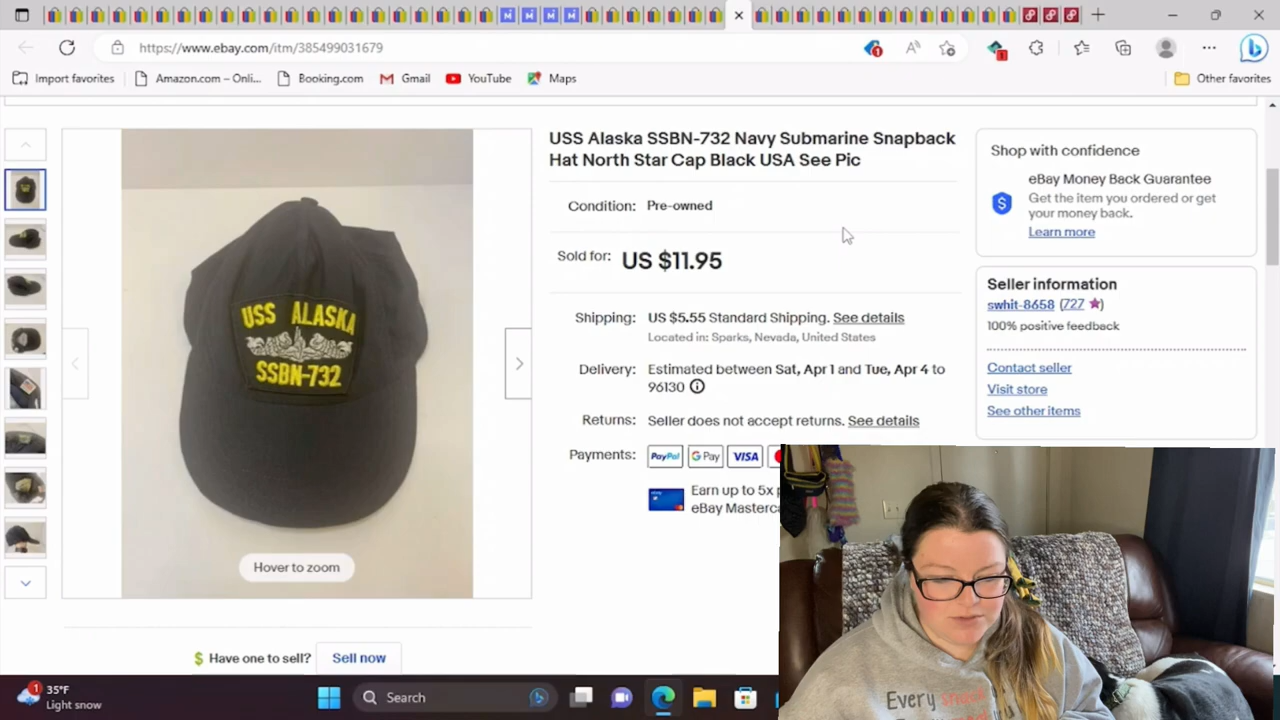 https://www.ebay.com/itm/385499031679
Import favorites
Amazon.com – Onli...
Booking.com
Gmail
YouTube
Maps
Other favorites
USS Alaska SSBN-732 Navy Submarine Snapback
Hat North Star Cap Black USA See Pic
Condition: Pre-owned
Sold for: US $11.95
Shipping: US $5.55 Standard Shipping. See details
Located in: Sparks, Nevada, United States
Delivery: Estimated between Sat, Apr 1 and Tue, Apr 4 to
96130
Returns: Seller does not accept returns. See details
Payments: PayPal G Pay VISA
Earn up to 5x
eBay Masterca
Shop with confidence
eBay Money Back Guarantee
Get the item you ordered or get
your money back.
Learn more
Seller information
swhit-8658 (727)
100% positive feedback
Contact seller
Visit store
See other items
USS ALASKA
SSBN-732
Hover to zoom
Have one to sell? Sell now
Every
1
35°F
Light snow
Search